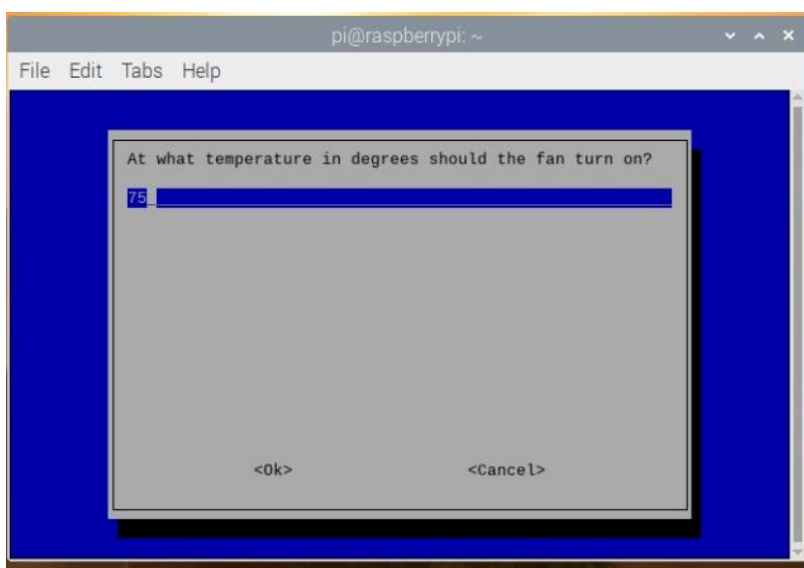 pi@raspberrypi: ~
File Edit Tabs Help
At what temperature in degrees should the fan turn on?
75
<Ok> <Cancel>